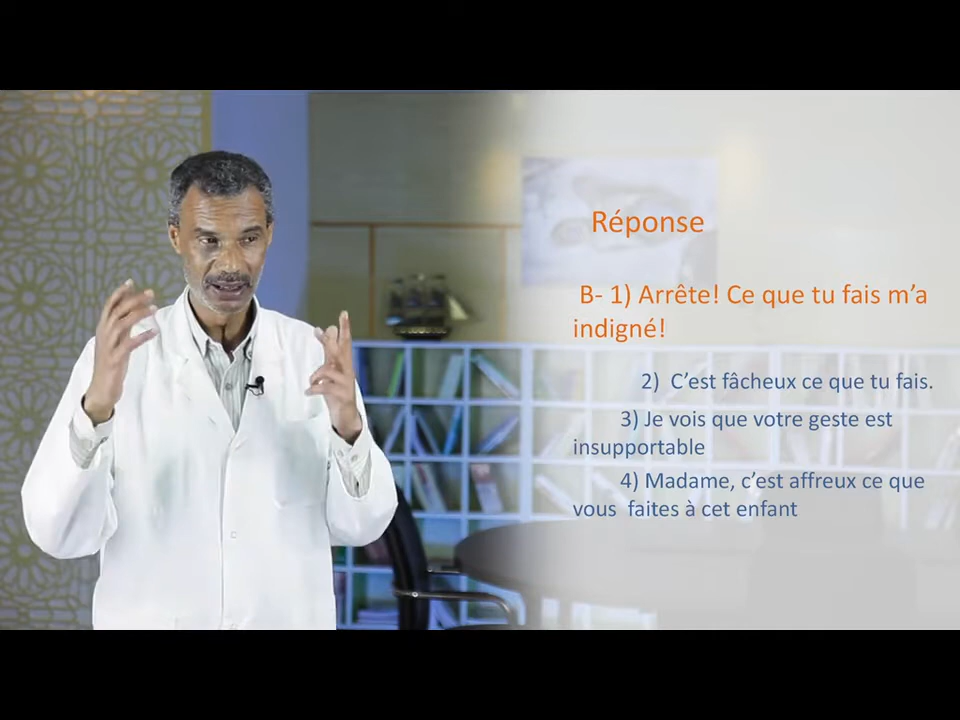 Réponse
B- 1) Arrête! Ce que tu fais m’a
indigné!
2) C’est fâcheux ce que tu fais.
3) Je vois que votre geste est
insupportable
4) Madame, c’est affreux ce que
vous faites à cet enfant